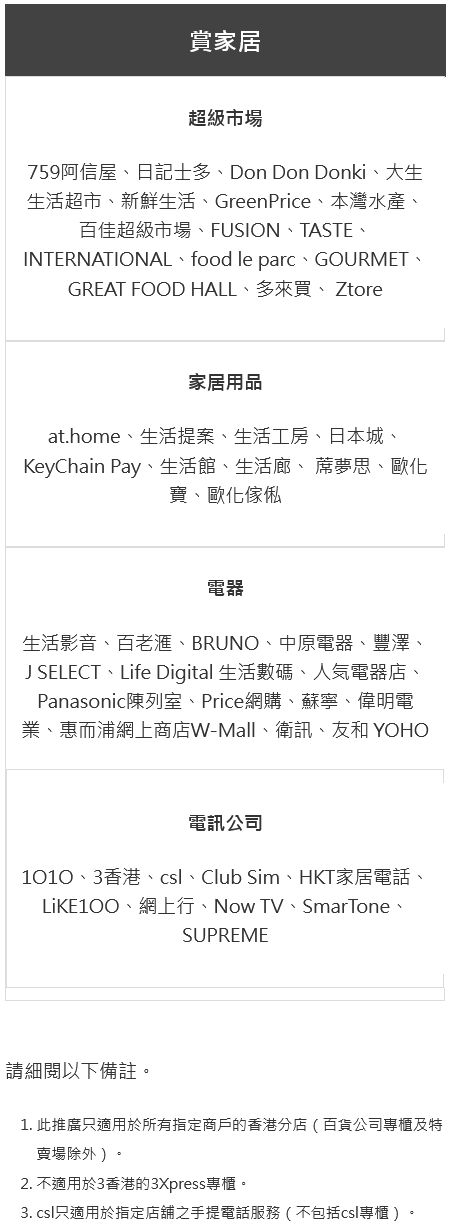 賞家居
超級市場
759阿信屋、日記士多、Don Don Donki、大生
生活超市、新鮮生活、GreenPrice、本灣水產、
百佳超級市場、FUSION、TASTE、
INTERNATIONAL、food le parc、GOURMET、
GREAT FOOD HALL、多來買、 Ztore
家居用品
at.home、生活提案、生活工房、日本城、
KeyChain Pay、生活館、生活廊、 蓆夢思、歐化
寶、歐化傢俬
電器
生活影音、百老滙、BRUNO、中原電器、豐澤、
J SELECT、Life Digital 生活數碼、人気電器店、
Panasonic陳列室、Price網購、蘇寧、偉明電
業、惠而浦網上商店W-Mall、衛訊、友和 YOHO
電訊公司
1O1O、3香港、csl、Club Sim、HKT家居電話、
LiKE1OO、網上行、Now TV、SmarTone、
SUPREME
請細閱以下備註。
1. 此推廣只適用於所有指定商戶的香港分店（百貨公司專櫃及特
賣場除外）。
2. 不適用於3香港的3Xpress專櫃。
3. csl只適用於指定店舖之手提電話服務（不包括csl專櫃）。